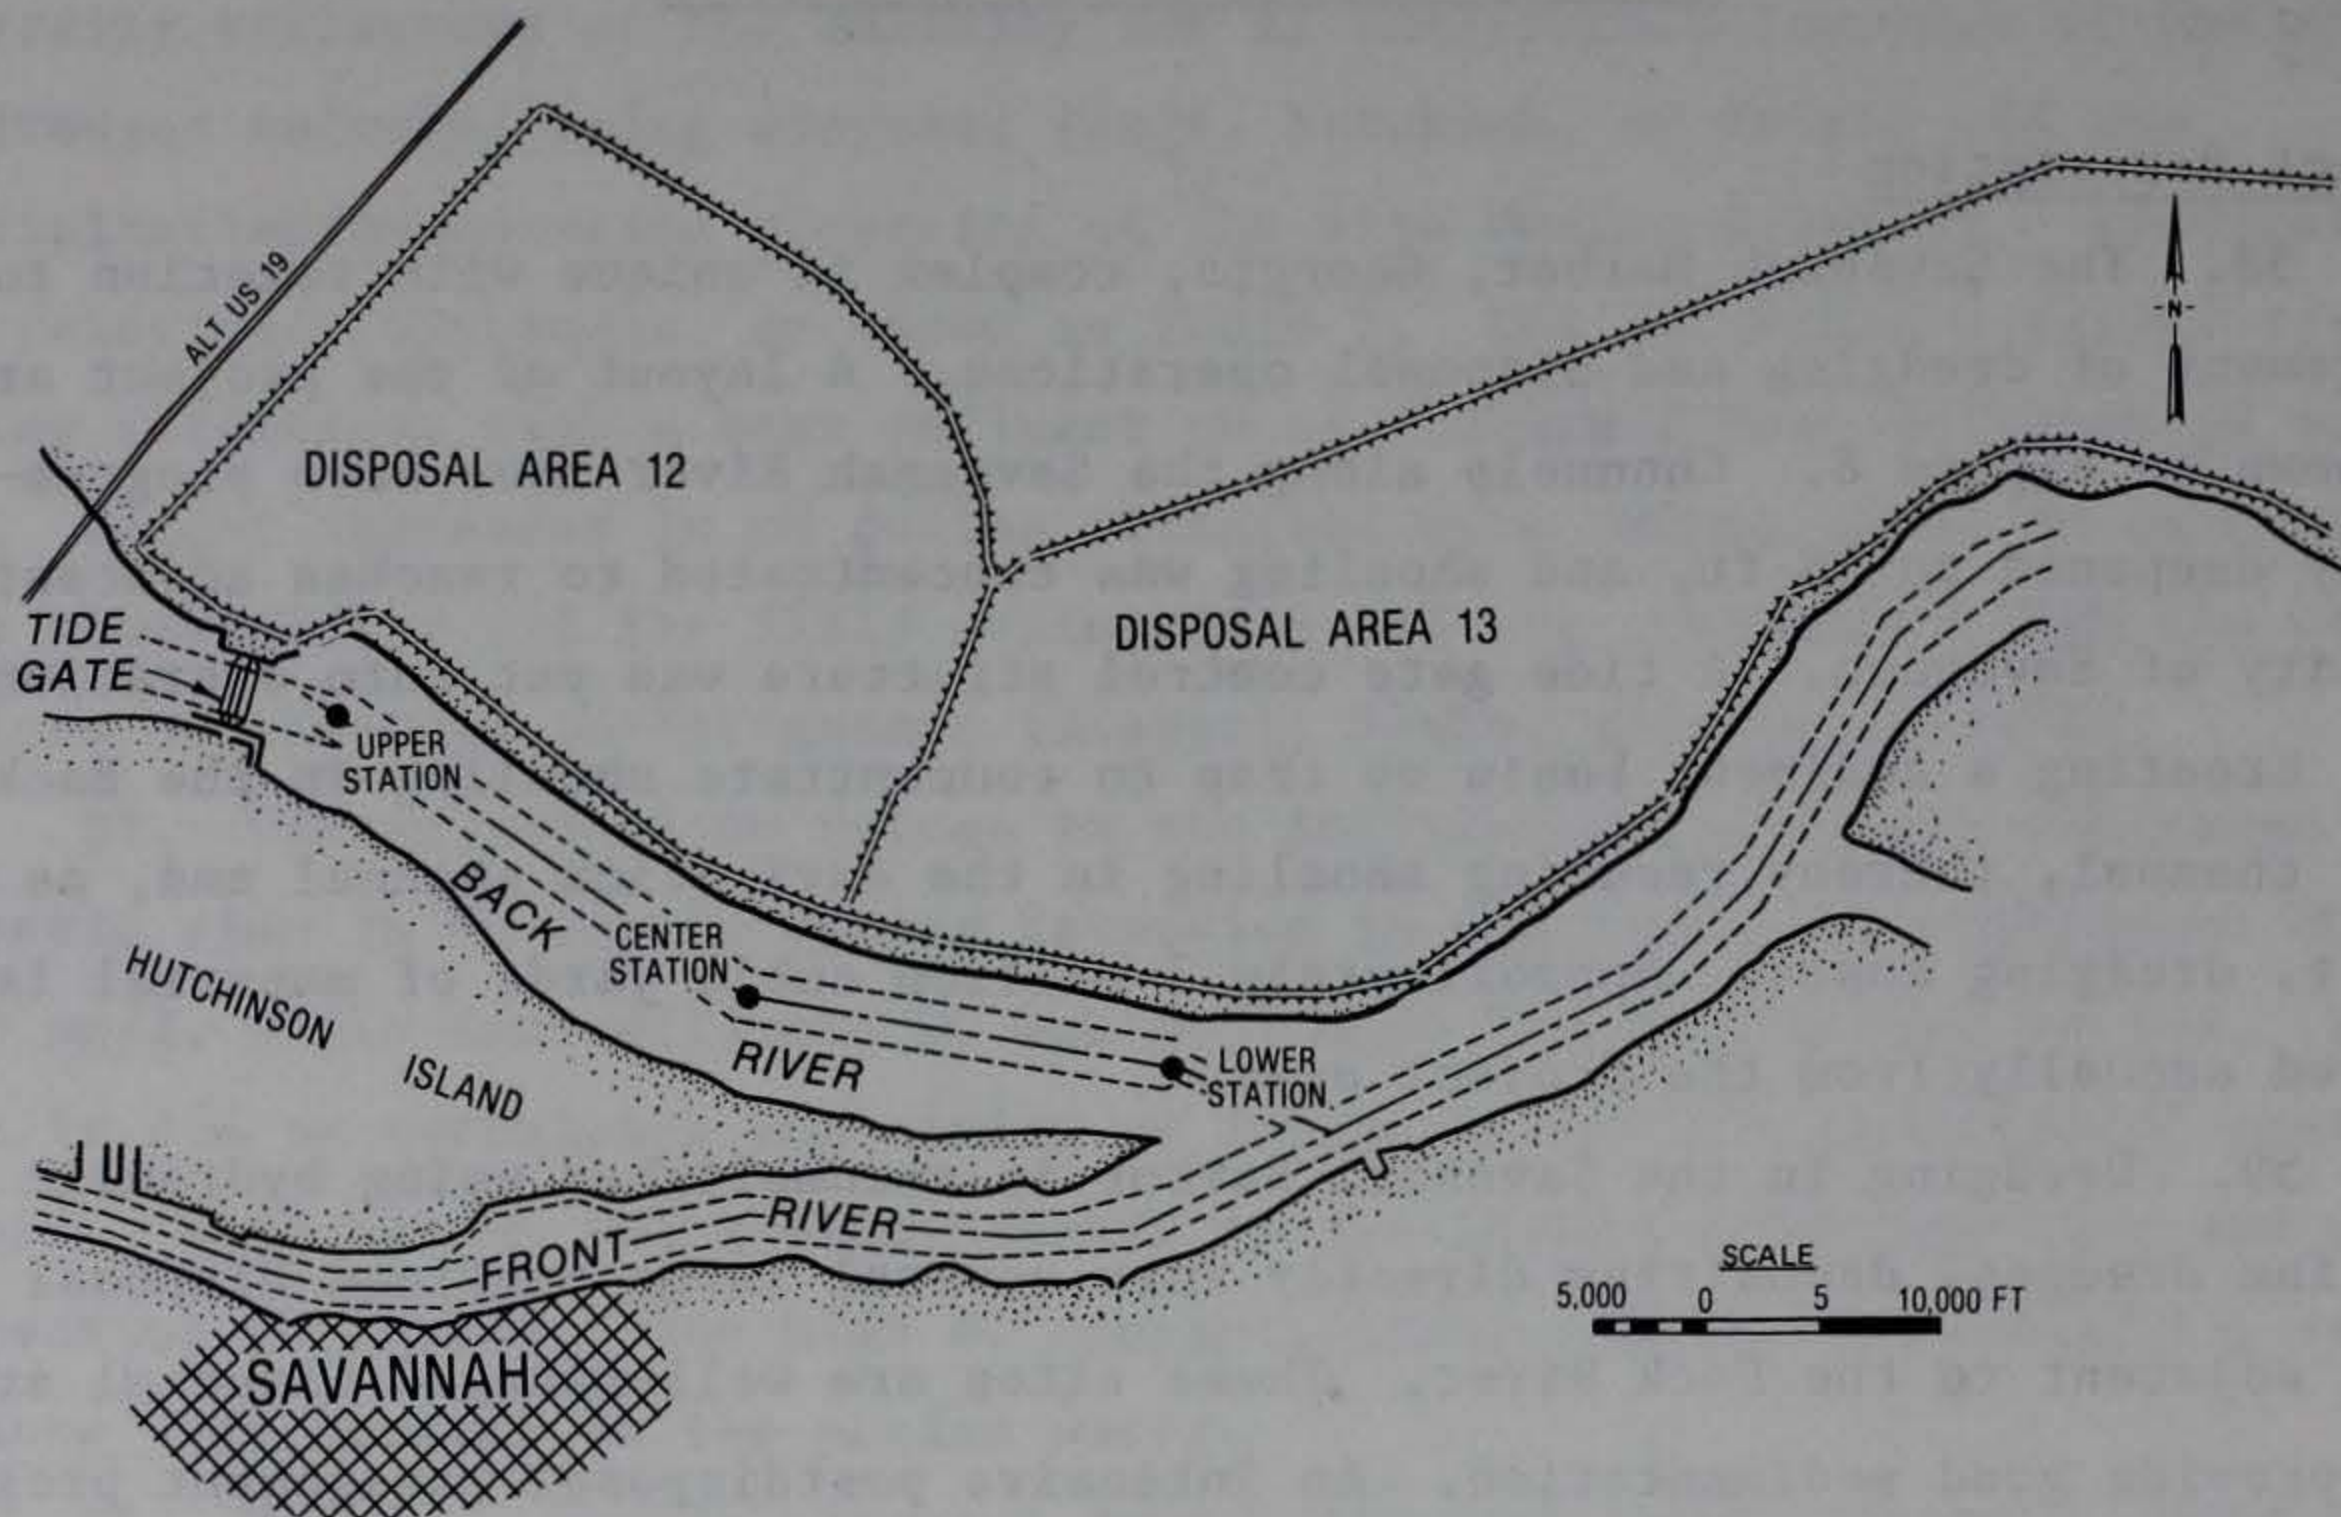 ALT US 19
-N-
DISPOSAL AREA 12
DISPOSAL AREA 13
TIDE
GATE
UPPER
STATION
BACK
RIVER
CENTER
STATION
LOWER
STATION
HUTCHINSON
ISLAND
FRONT
RIVER
SAVANNAH
SCALE
5,000 0 5 10,000 FT